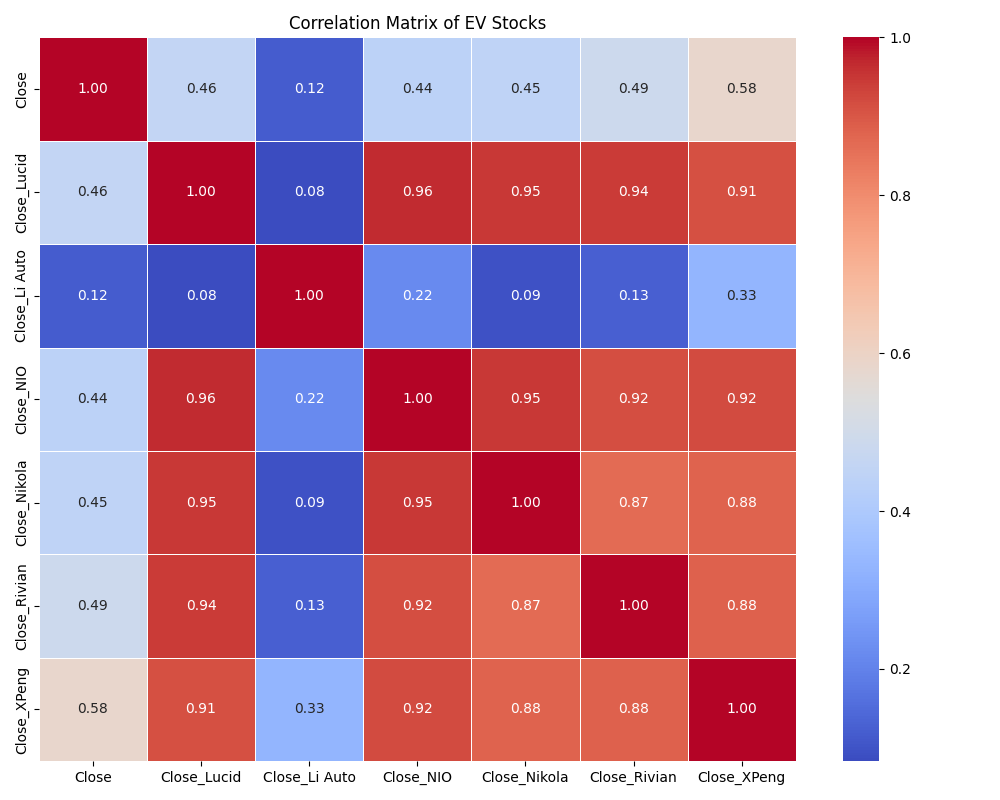 Correlation Matrix of EV Stocks
Close 1.00 0.46 0.12 0.44 0.45 0.49 0.58
Close_Lucid 0.46 1.00 0.08 0.96 0.95 0.94 0.91
Close_Li Auto 0.12 0.08 1.00 0.22 0.09 0.13 0.33
Close_NIO 0.44 0.96 0.22 1.00 0.95 0.92 0.92
Close_Nikola 0.45 0.95 0.09 0.95 1.00 0.87 0.88
Close_Rivian 0.49 0.94 0.13 0.92 0.87 1.00 0.88
Close_XPeng 0.58 0.91 0.33 0.92 0.88 0.88 1.00
Close Close_Lucid Close_Li Auto Close_NIO Close_Nikola Close_Rivian Close_XPeng
1.0
0.8
0.6
0.4
0.2